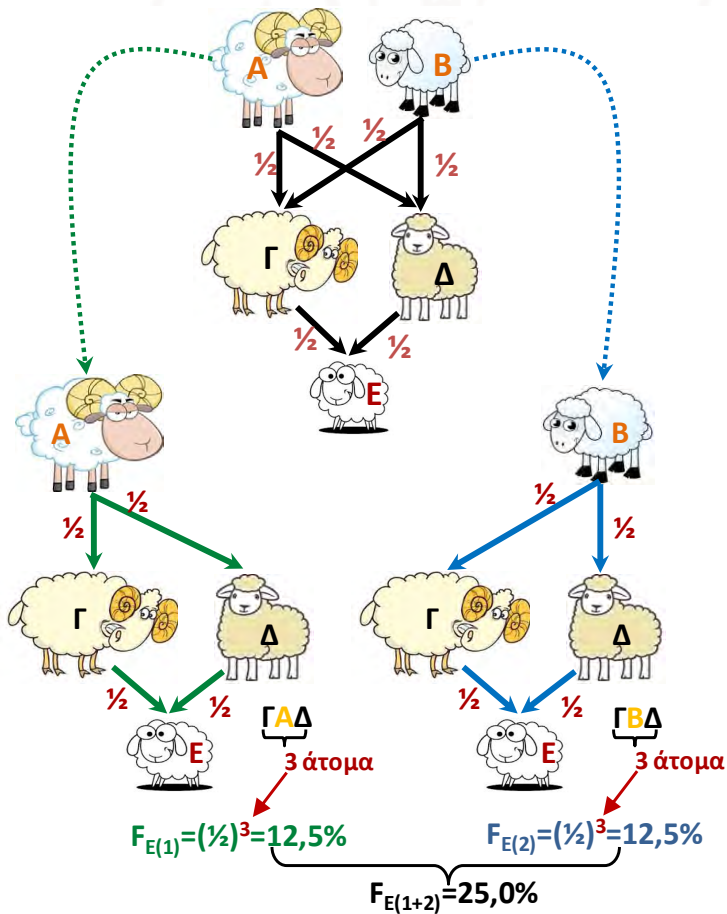 A B
½ ½ ½ ½
Γ Δ
½ ½
E
A B
½ ½ ½ ½
Γ Δ Γ Δ
½ ½ ½ ½
E ΓΑΔ E ΓΒΔ
3 άτομα 3 άτομα
F_E(1)=(½)^3=12,5% F_E(2)=(½)^3=12,5%
F_E(1+2)=25,0%